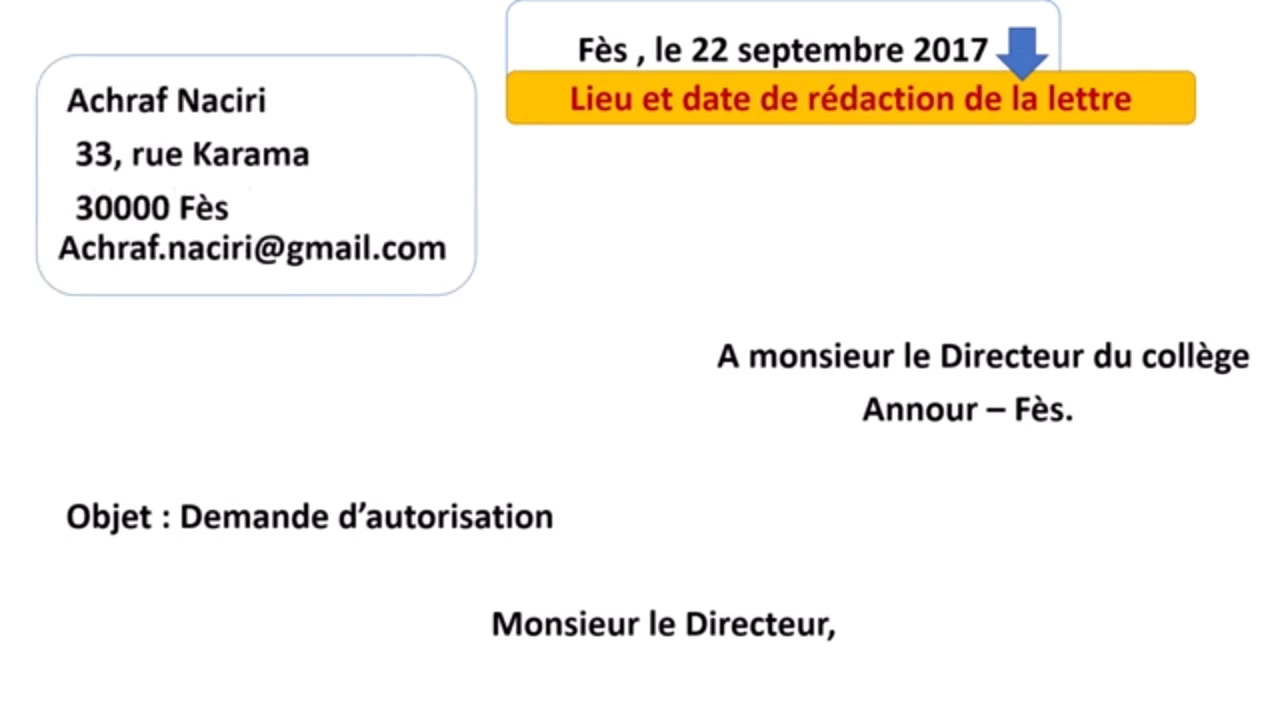 Fès , le 22 septembre 2017
Lieu et date de rédaction de la lettre
Achraf Naciri
33, rue Karama
30000 Fès
Achraf.naciri@gmail.com
A monsieur le Directeur du collège
Annour – Fès.
Objet : Demande d’autorisation
Monsieur le Directeur,